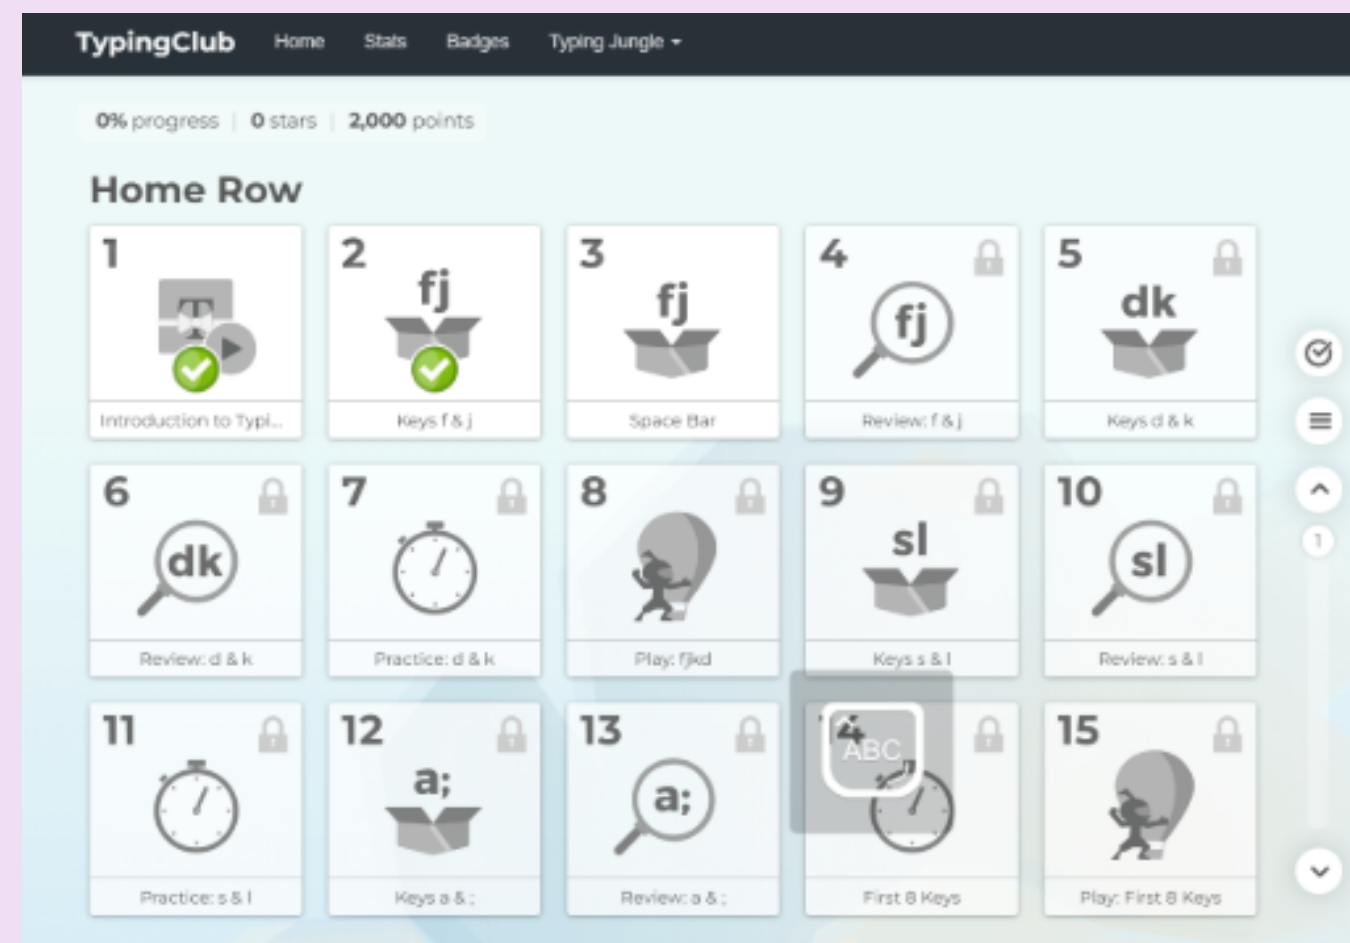 TypingClub Home Stats Badges Typing Jungle
0% progress | 0 stars | 2,000 points
Home Row
1 2 3 4 5
fj fj fj dk
Introduction to Typi... Keys f & j Space Bar Review: f & j Keys d & k
6 7 8 9 10
dk sl sl
1
Review: d & k Practice: d & k Play: fjkd Keys s & l Review: s & l
11 12 13 14 15
ABC
a; a;
Practice: s & l Keys a & ; Review: a & ; First 8 Keys Play: First 8 Keys